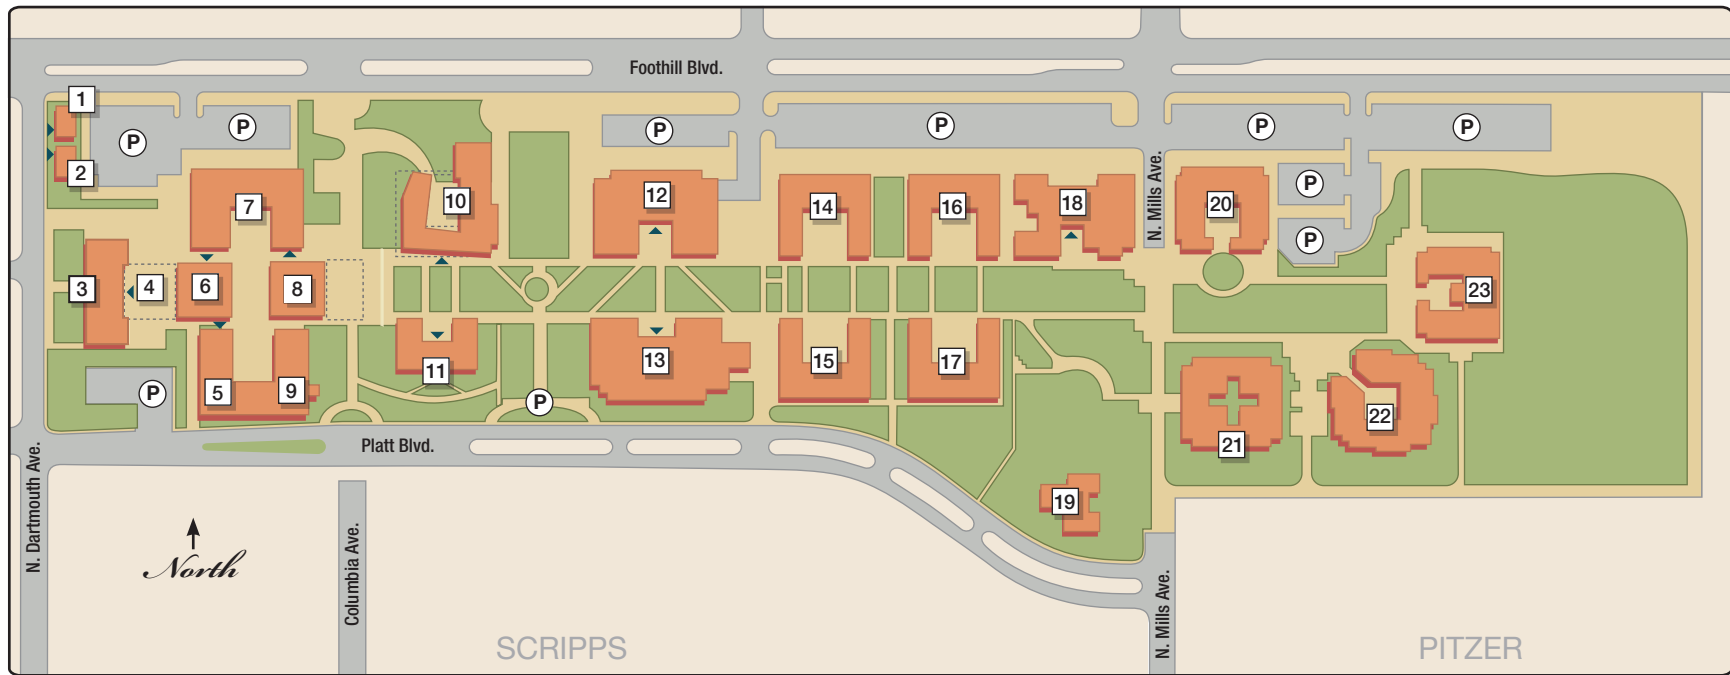 Foothill Blvd.
1
P
P
P
P
P
P
2
7
10
12
14
16
18
20
P
N. Mills Ave.
P
3
4
6
8
23
5
9
11
13
15
17
P
P
21
22
Platt Blvd.
19
N. Dartmouth Ave.
Columbia Ave.
North
N. Mills Ave.
SCRIPPS
PITZER